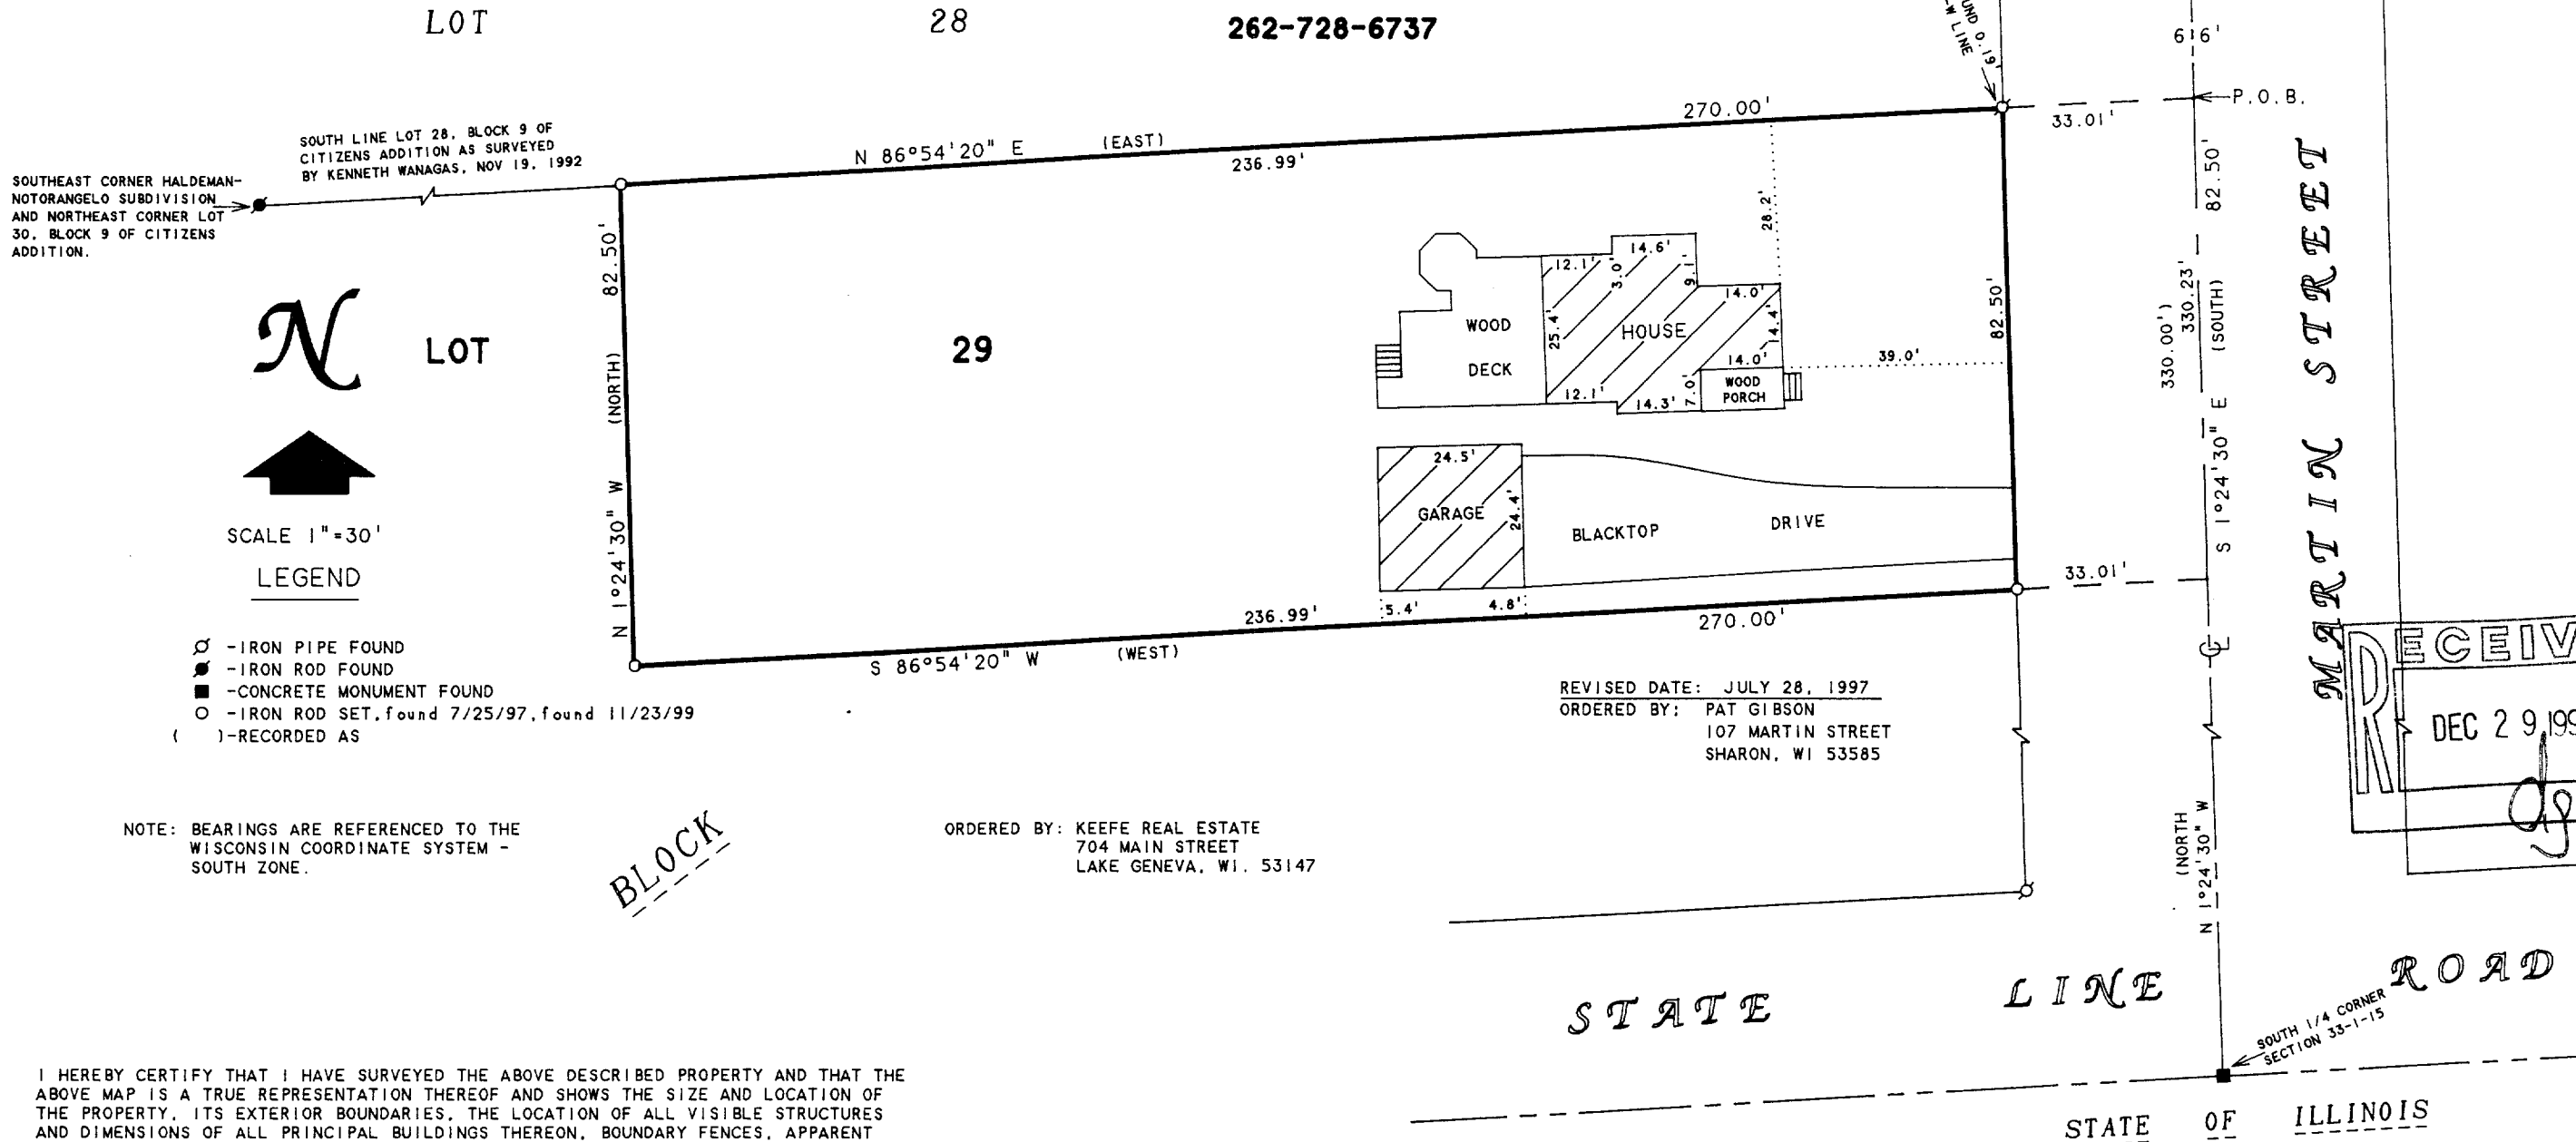 LOT 28 262-728-6737
UND 0.19'
-W LINE
66'
P.O.B.
33.01'
SOUTH LINE LOT 28, BLOCK 9 OF
CITIZENS ADDITION AS SURVEYED
BY KENNETH WANAGAS, NOV 19, 1992
SOUTHEAST CORNER HALDEMAN-
NOTORANGELO SUBDIVISION
AND NORTHEAST CORNER LOT
30, BLOCK 9 OF CITIZENS
ADDITION.
N 86°54'20" E (EAST)
236.99'
270.00'
82.50'
(NORTH)
N 1°24'30" W
N
LOT 29
SCALE 1"=30'
LEGEND
-IRON PIPE FOUND
-IRON ROD FOUND
-CONCRETE MONUMENT FOUND
-IRON ROD SET, found 7/25/97, found 11/23/99
( )-RECORDED AS
28.2'
14.6'
12.1'
3.0'
9.1'
14.0'
25.4'
HOUSE
14.4'
14.0'
39.0'
12.1'
14.3'
7.0'
WOOD
PORCH
WOOD
DECK
24.5'
GARAGE
24.4'
BLACKTOP DRIVE
5.4'
4.8'
82.50'
82.50'
330.00')
330.23'
(SOUTH)
S 1°24'30" E
MARTIN STREET
33.01'
236.99'
270.00'
S 86°54'20" W (WEST)
REVISED DATE: JULY 28, 1997
ORDERED BY: PAT GIBSON
107 MARTIN STREET
SHARON, WI 53585
RECEIV
DEC 29 199
NOTE: BEARINGS ARE REFERENCED TO THE
WISCONSIN COORDINATE SYSTEM -
SOUTH ZONE.
BLOCK
ORDERED BY: KEEFE REAL ESTATE
704 MAIN STREET
LAKE GENEVA, WI. 53147
(NORTH
N 1°24'30" W
STATE LINE ROAD
SOUTH 1/4 CORNER
SECTION 33-1-15
STATE OF ILLINOIS
I HEREBY CERTIFY THAT I HAVE SURVEYED THE ABOVE DESCRIBED PROPERTY AND THAT THE
ABOVE MAP IS A TRUE REPRESENTATION THEREOF AND SHOWS THE SIZE AND LOCATION OF
THE PROPERTY, ITS EXTERIOR BOUNDARIES, THE LOCATION OF ALL VISIBLE STRUCTURES
AND DIMENSIONS OF ALL PRINCIPAL BUILDINGS THEREON, BOUNDARY FENCES, APPARENT